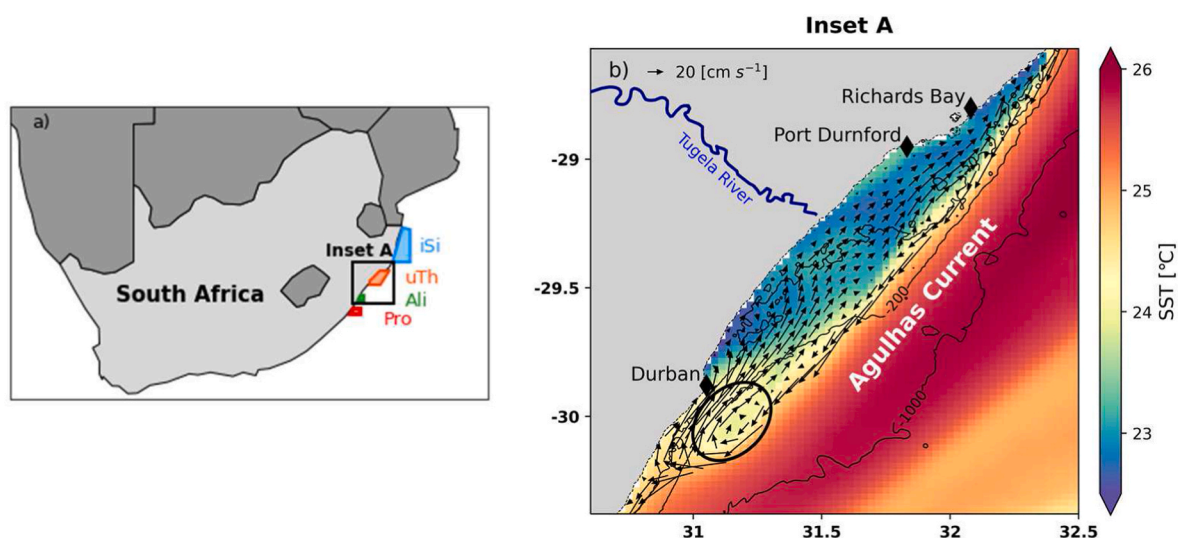 a)
Inset A
iSi
uTh
Ali
Pro
South Africa
Inset A
b)
20 [cm s⁻¹]
Richards Bay
Port Durnford
Tugela River
Durban
Agulhas Current
-200
-1000
-29
-29.5
-30
31
31.5
32
32.5
26
25
24
23
SST [°C]